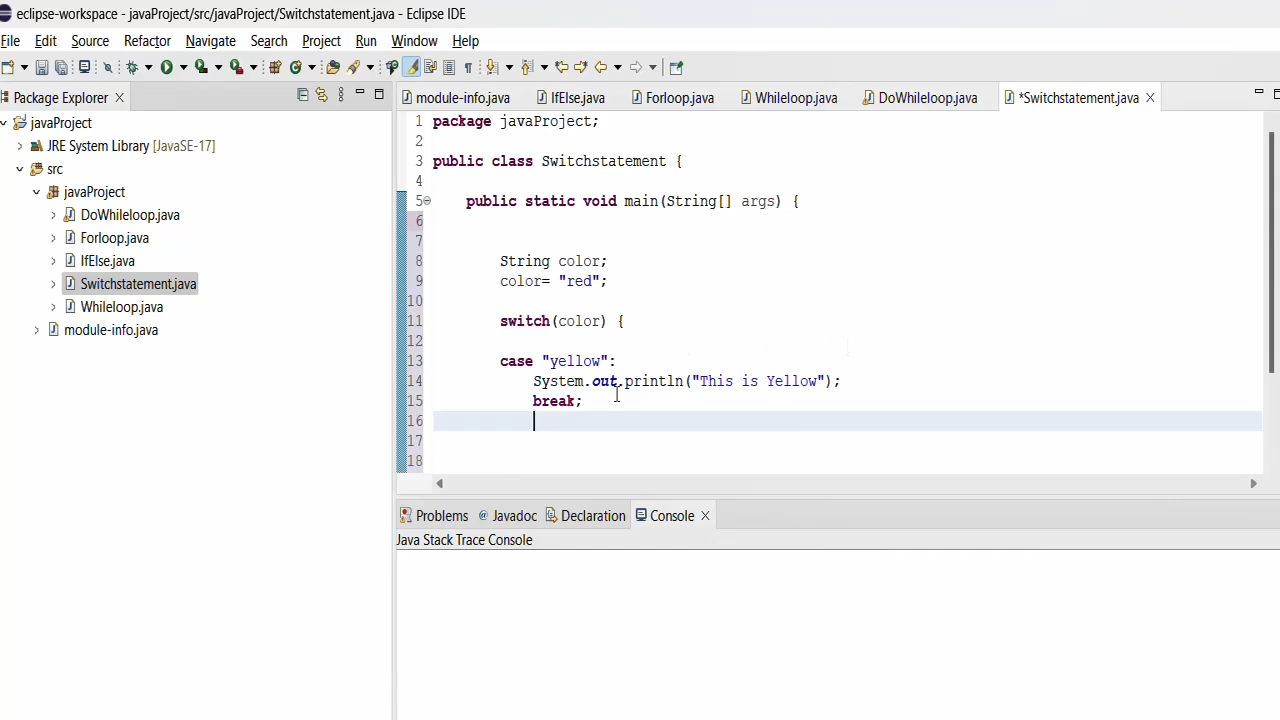 eclipse-workspace - javaProject/src/javaProject/Switchstatement.java - Eclipse IDE
File Edit Source Refactor Navigate Search Project Run Window Help
Package Explorer
module-info.java IfElse.java Forloop.java Whileloop.java DoWhileloop.java *Switchstatement.java
javaProject
JRE System Library [JavaSE-17]
src
javaProject
DoWhileloop.java
Forloop.java
IfElse.java
Switchstatement.java
Whileloop.java
module-info.java
1 package javaProject;
2
3 public class Switchstatement {
4
5 public static void main(String[] args) {
6
7
8 String color;
9 color= "red";
10
11 switch(color) {
12
13 case "yellow":
14 System.out.println("This is Yellow");
15 break;
16
17
18
Problems @ Javadoc Declaration Console
Java Stack Trace Console